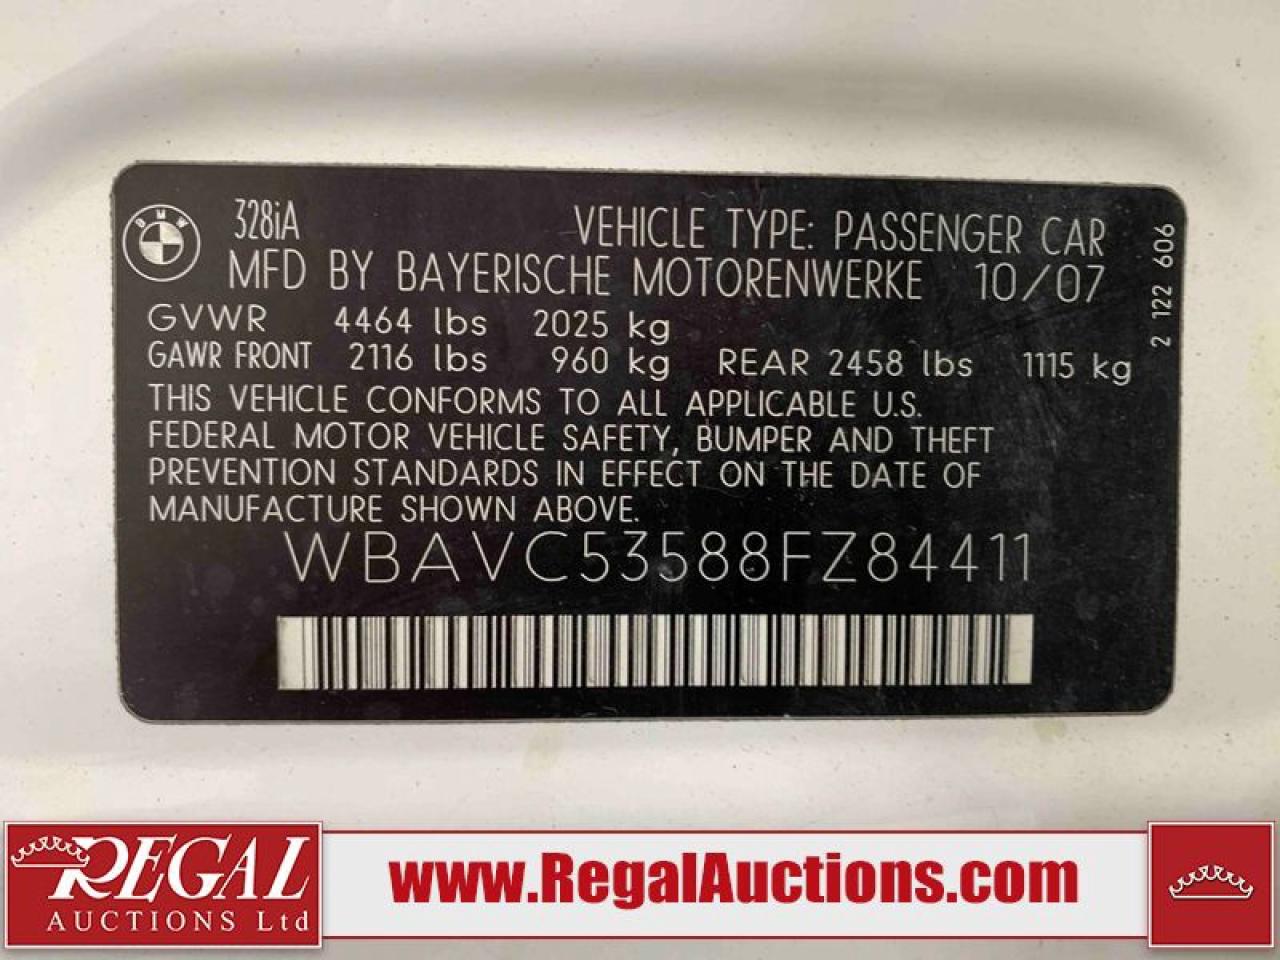 BMW
328iA
VEHICLE TYPE: PASSENGER CAR
MFD BY BAYERISCHE MOTORENWERKE 10/07
2 122 606
GVWR 4464 lbs 2025 kg
GAWR FRONT 2116 lbs 960 kg REAR 2458 lbs 1115 kg
THIS VEHICLE CONFORMS TO ALL APPLICABLE U.S.
FEDERAL MOTOR VEHICLE SAFETY, BUMPER AND THEFT
PREVENTION STANDARDS IN EFFECT ON THE DATE OF
MANUFACTURE SHOWN ABOVE.
WBAVC53588FZ84411
REGAL
AUCTIONS Ltd
www.RegalAuctions.com